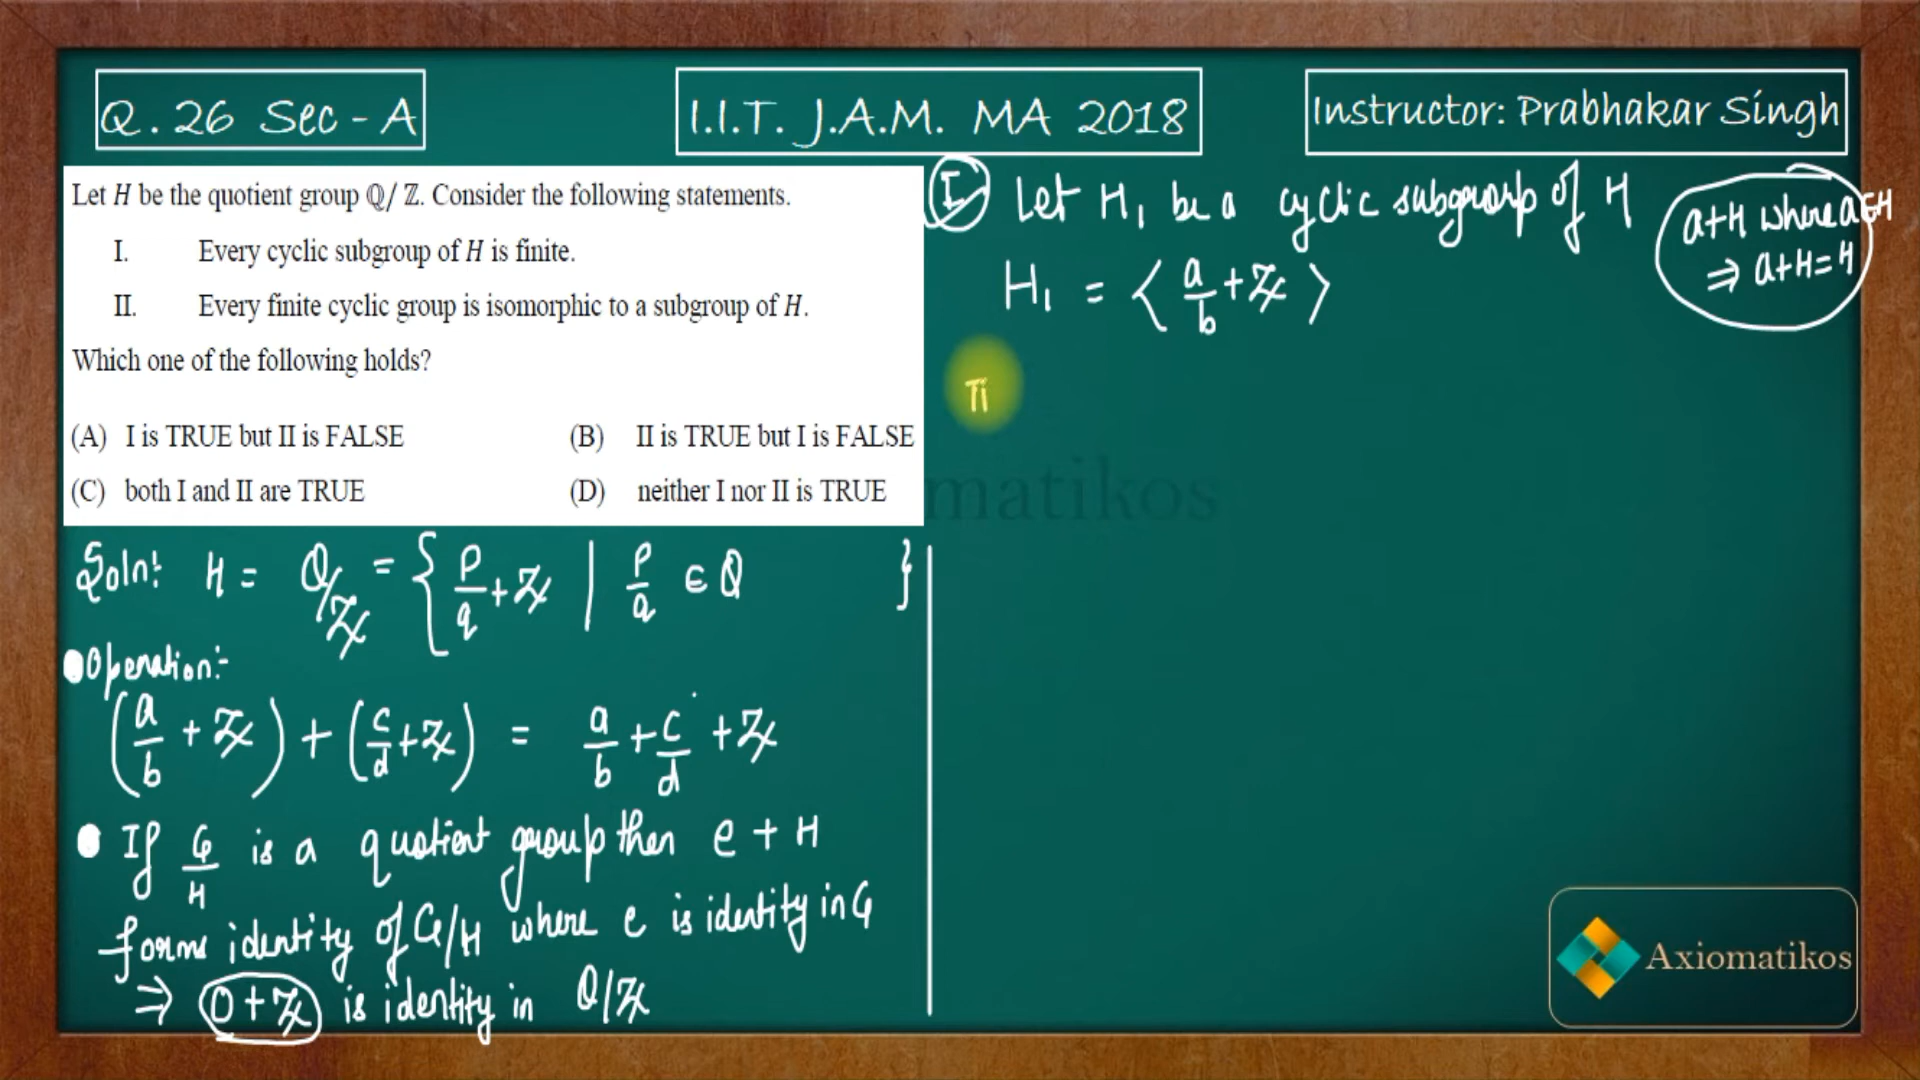 Q. 26 Sec - A
I.I.T. J.A.M. MA 2018
Instructor: Prabhakar Singh
Let H be the quotient group ℚ/ ℤ. Consider the following statements.
I. Every cyclic subgroup of H is finite.
II. Every finite cyclic group is isomorphic to a subgroup of H.
Which one of the following holds?
(A) I is TRUE but II is FALSE (B) II is TRUE but I is FALSE
(C) both I and II are TRUE (D) neither I nor II is TRUE
Soln: H = ℚ/ℤ = { p/q + ℤ | p/q ∈ ℚ }
Operation:-
(a/b + ℤ) + (c/d + ℤ) = a/b + c/d + ℤ
If G/H is a quotient group then e + H
forms identity of G/H where e is identity in G
⇒ 0 + ℤ is identity in ℚ/ℤ
I Let H₁ be a cyclic subgroup of H
H₁ = ⟨ a/b + ℤ ⟩
a+H where a∈H
⇒ a+H=H
Ti
matikos
Axiomatikos